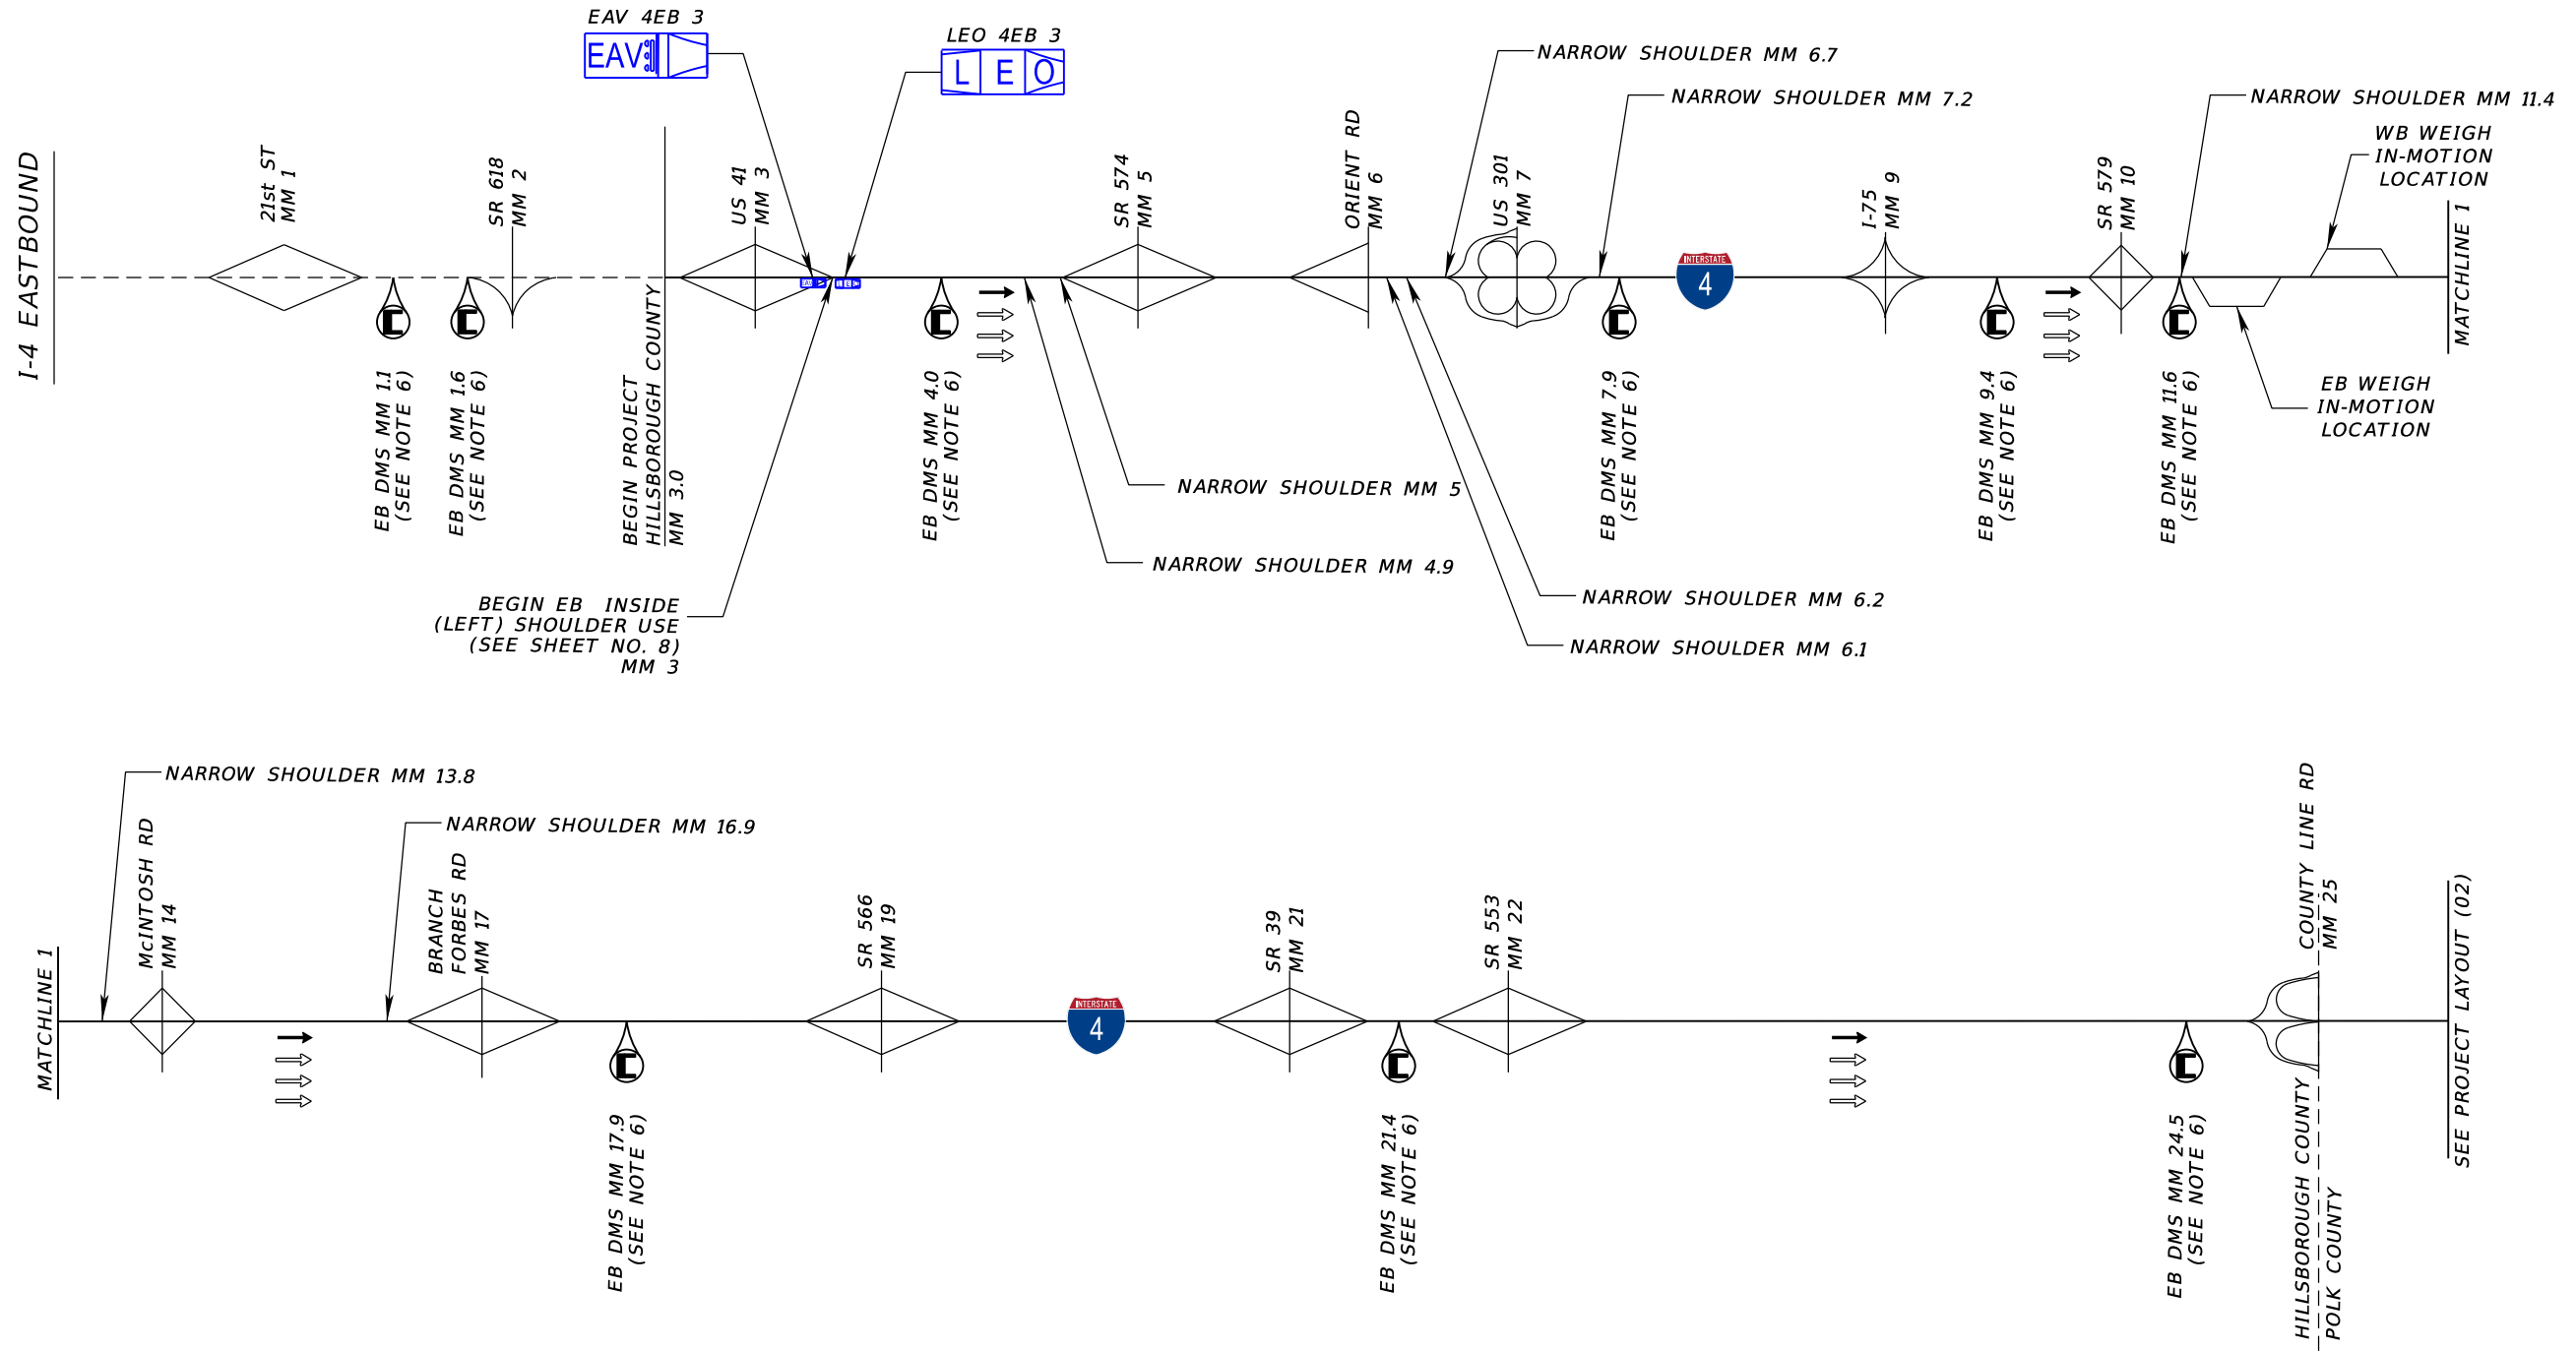 EAV 4EB 3
EAV
LEO 4EB 3
L E O
NARROW SHOULDER MM 6.7
NARROW SHOULDER MM 7.2
NARROW SHOULDER MM 11.4
WB WEIGH
IN-MOTION
LOCATION
I-4 EASTBOUND
21st ST
MM 1
SR 618
MM 2
US 41
MM 3
SR 574
MM 5
ORIENT RD
MM 6
US 301
MM 7
I-75
MM 9
SR 579
MM 10
MATCHLINE 1
INTERSTATE
4
EB DMS MM 1.1
(SEE NOTE 6)
EB DMS MM 1.6
(SEE NOTE 6)
BEGIN PROJECT
HILLSBOROUGH COUNTY
MM 3.0
EB DMS MM 4.0
(SEE NOTE 6)
EB DMS MM 7.9
(SEE NOTE 6)
EB DMS MM 9.4
(SEE NOTE 6)
EB DMS MM 11.6
(SEE NOTE 6)
EB WEIGH
IN-MOTION
LOCATION
NARROW SHOULDER MM 5
NARROW SHOULDER MM 4.9
NARROW SHOULDER MM 6.2
NARROW SHOULDER MM 6.1
BEGIN EB INSIDE
(LEFT) SHOULDER USE
(SEE SHEET NO. 8)
MM 3
NARROW SHOULDER MM 13.8
NARROW SHOULDER MM 16.9
MATCHLINE 1
McINTOSH RD
MM 14
BRANCH
FORBES RD
MM 17
SR 566
MM 19
INTERSTATE
4
SR 39
MM 21
SR 553
MM 22
COUNTY LINE RD
MM 25
SEE PROJECT LAYOUT (02)
EB DMS MM 17.9
(SEE NOTE 6)
EB DMS MM 21.4
(SEE NOTE 6)
EB DMS MM 24.5
(SEE NOTE 6)
HILLSBOROUGH COUNTY
POLK COUNTY